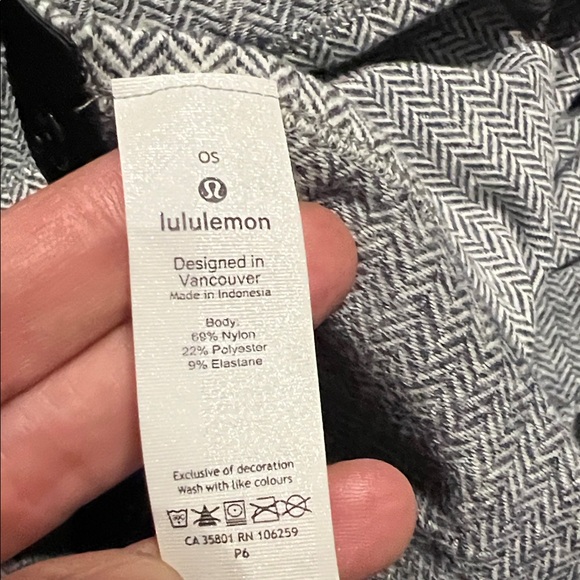 OS
lululemon
Designed in
Vancouver
Made in Indonesia
Body:
69% Nylon
22% Polyester
9% Elastane
Exclusive of decoration
Wash with like colours
CA 35801 RN 106259
P6